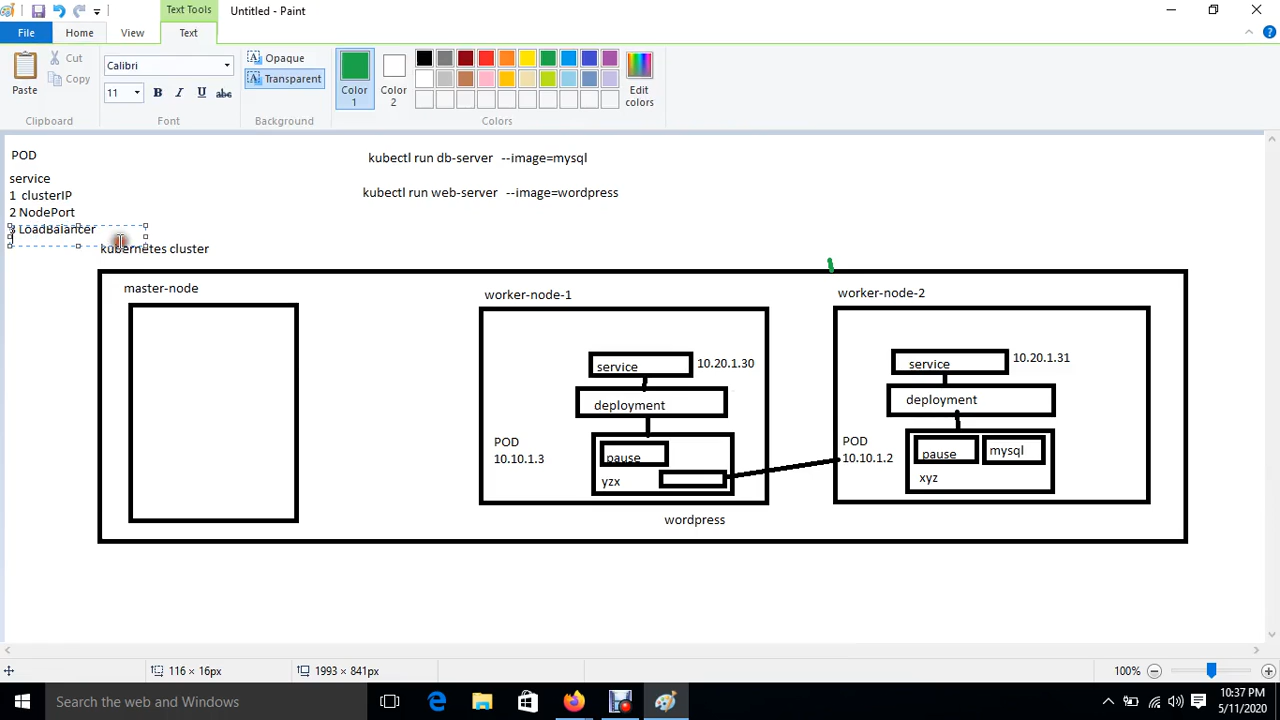 Text Tools
Untitled - Paint
File
Home
View
Text
Paste
Cut
Copy
Clipboard
Calibri
11
B I U abc
Font
Opaque
Transparent
Background
Color 1
Color 2
Edit colors
Colors
POD
service
1 clusterIP
2 NodePort
3 LoadBalancer
kubectl run db-server --image=mysql
kubectl run web-server --image=wordpress
kubernetes cluster
master-node
worker-node-1
service
10.20.1.30
deployment
POD
10.10.1.3
pause
yzx
wordpress
worker-node-2
service
10.20.1.31
deployment
POD
10.10.1.2
pause
mysql
xyz
116 × 16px
1993 × 841px
100%
Search the web and Windows
10:37 PM
5/11/2020